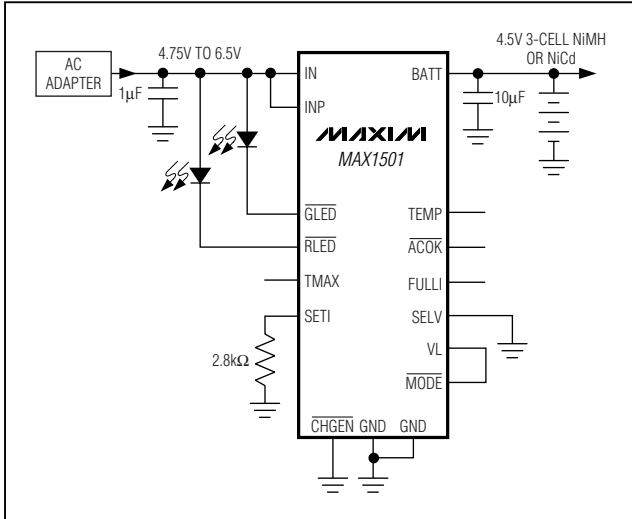 AC
ADAPTER
4.75V TO 6.5V
1µF
IN
INP
GLED
RLED
TMAX
SETI
2.8kΩ
CHGEN
GND
GND
MAXIM
MAX1501
BATT
TEMP
ACOK
FULLI
SELV
VL
MODE
10µF
4.5V 3-CELL NiMH
OR NiCd